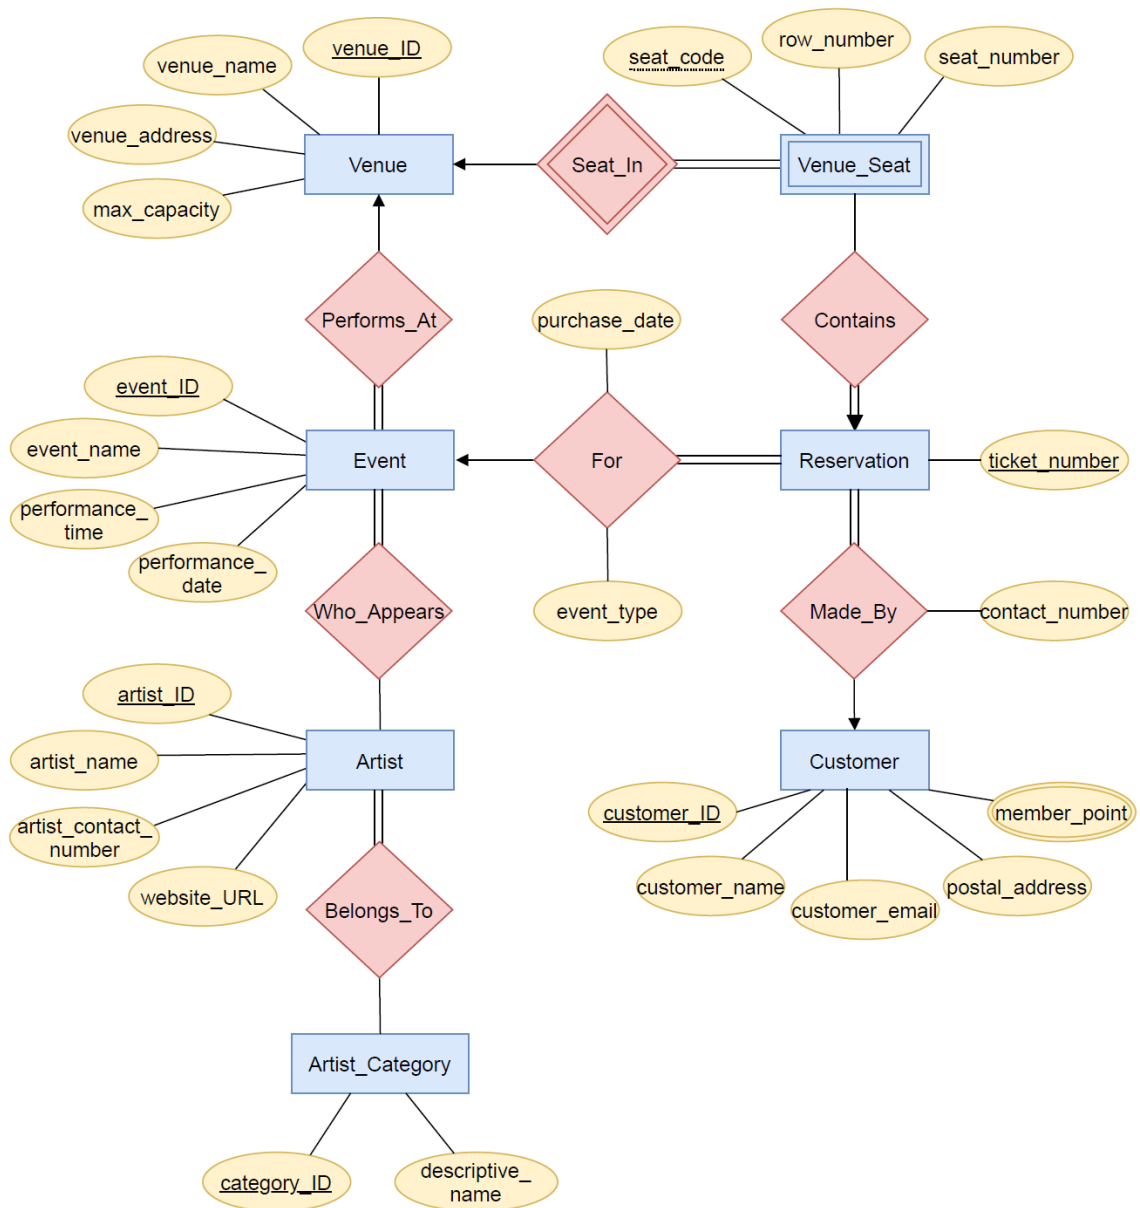 venue_ID
venue_name
venue_address
max_capacity
Venue
Seat_In
seat_code
row_number
seat_number
Venue_Seat
Performs_At
purchase_date
Contains
event_ID
event_name
performance_
time
performance_
date
Event
For
Reservation
ticket_number
Who_Appears
event_type
Made_By
contact_number
artist_ID
artist_name
artist_contact_
number
website_URL
Artist
Customer
customer_ID
customer_name
customer_email
postal_address
member_point
Belongs_To
Artist_Category
category_ID
descriptive_
name